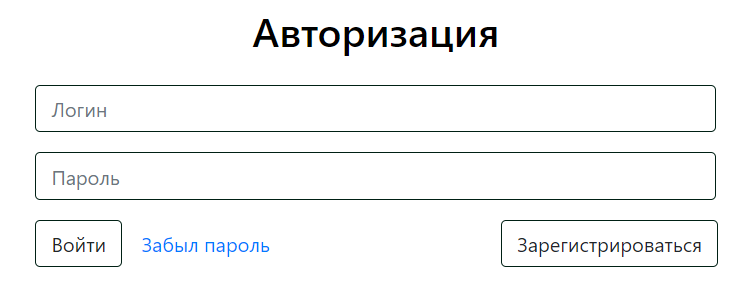 Авторизация
Логин
Пароль
Войти Забыл пароль Зарегистрироваться